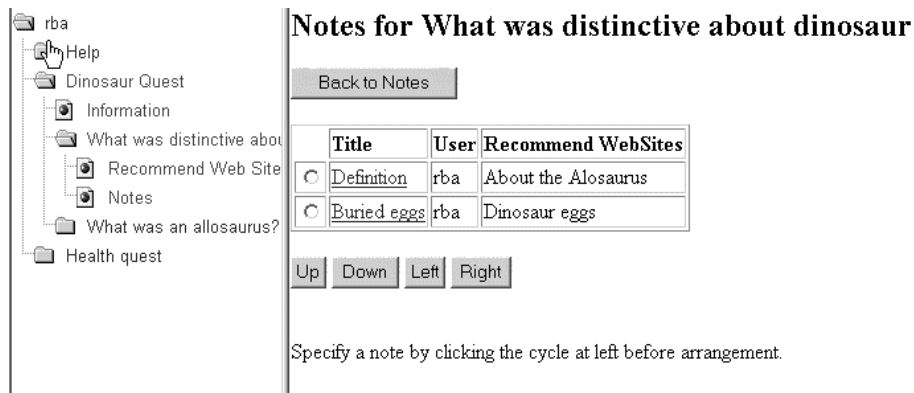 rba
Help
Dinosaur Quest
Information
What was distinctive abou
Recommend Web Site
Notes
What was an allosaurus?
Health quest
Notes for What was distinctive about dinosaur
Back to Notes
Title User Recommend WebSites
Definition rba About the Alosaurus
Buried eggs rba Dinosaur eggs
Up Down Left Right
Specify a note by clicking the cycle at left before arrangement.